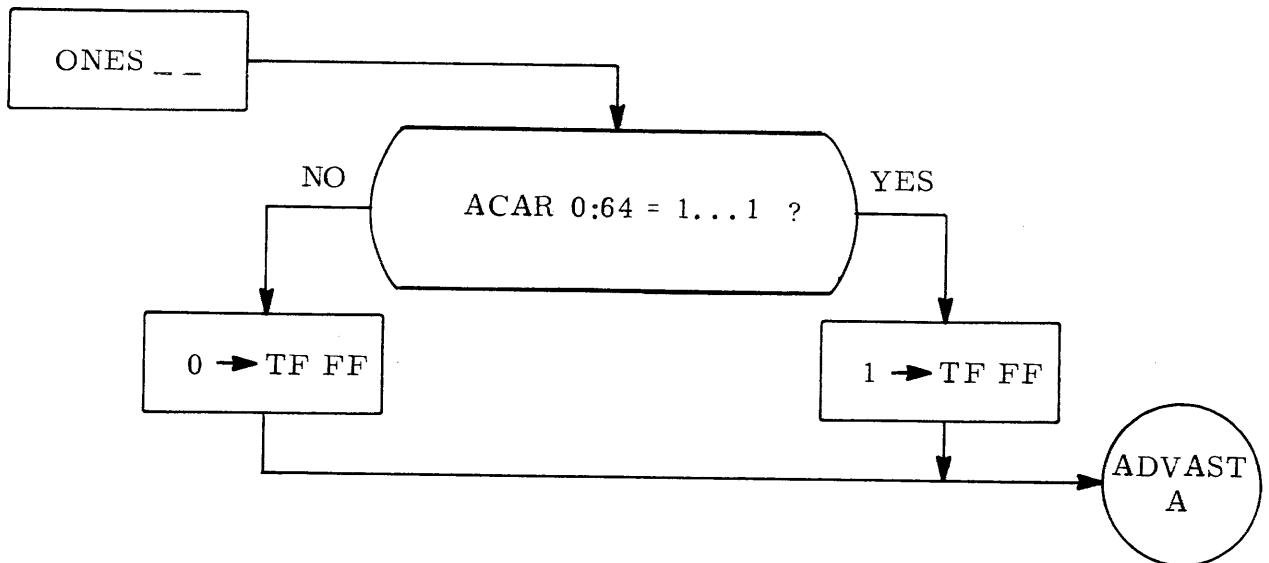 ONES _ _
NO
YES
ACAR 0:64 = 1...1 ?
0 → TF FF
1 → TF FF
ADVAST
A